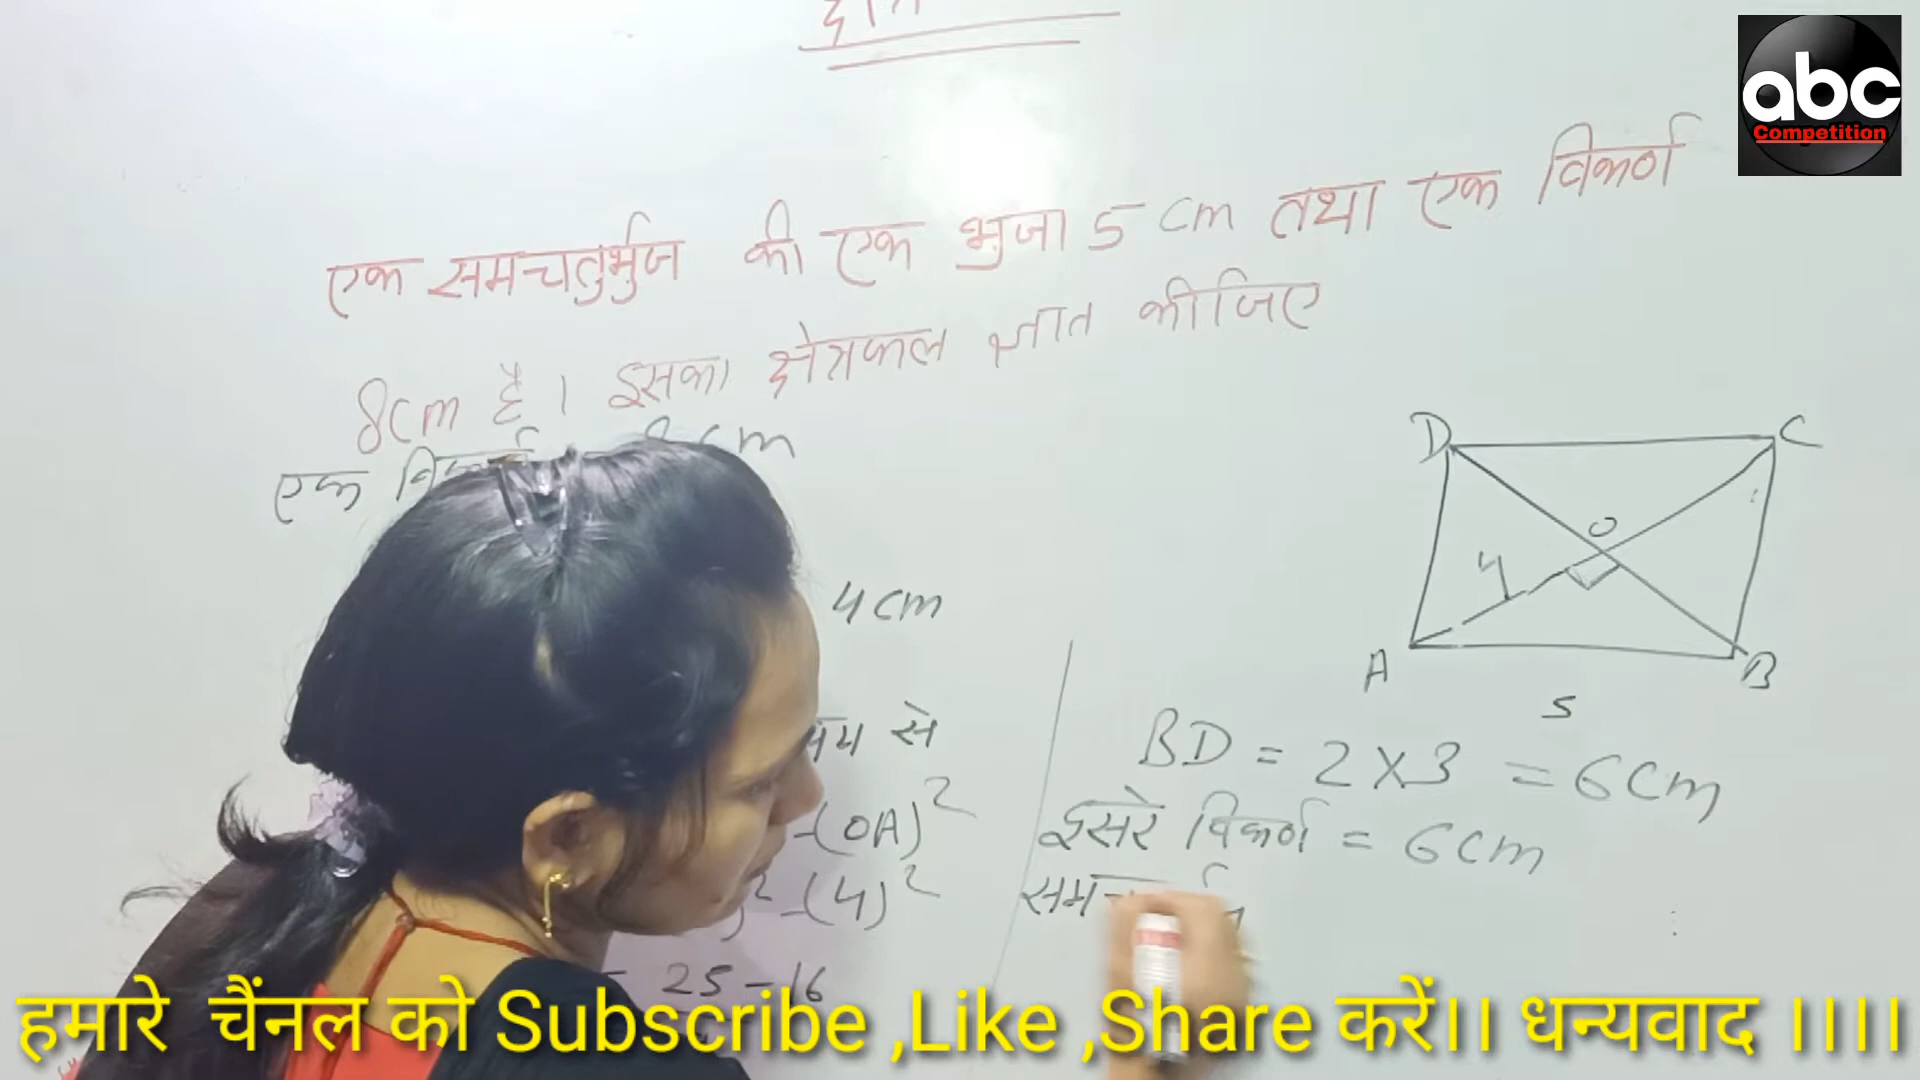 abc
Competition
एक समचतुर्भुज की एक भुजा 5 cm तथा एक विकर्ण
8cm है। इसका क्षेत्रफल ज्ञात कीजिए
एक cm
4cm
D C
O
4
A B
5
से
-(OA)²
² -(4)²
25-16
BD = 2×3 = 6cm
दुसरे विकर्ण = 6cm
हमारे चैंनल को Subscribe ,Like ,Share करें।। धन्यवाद ।।।।